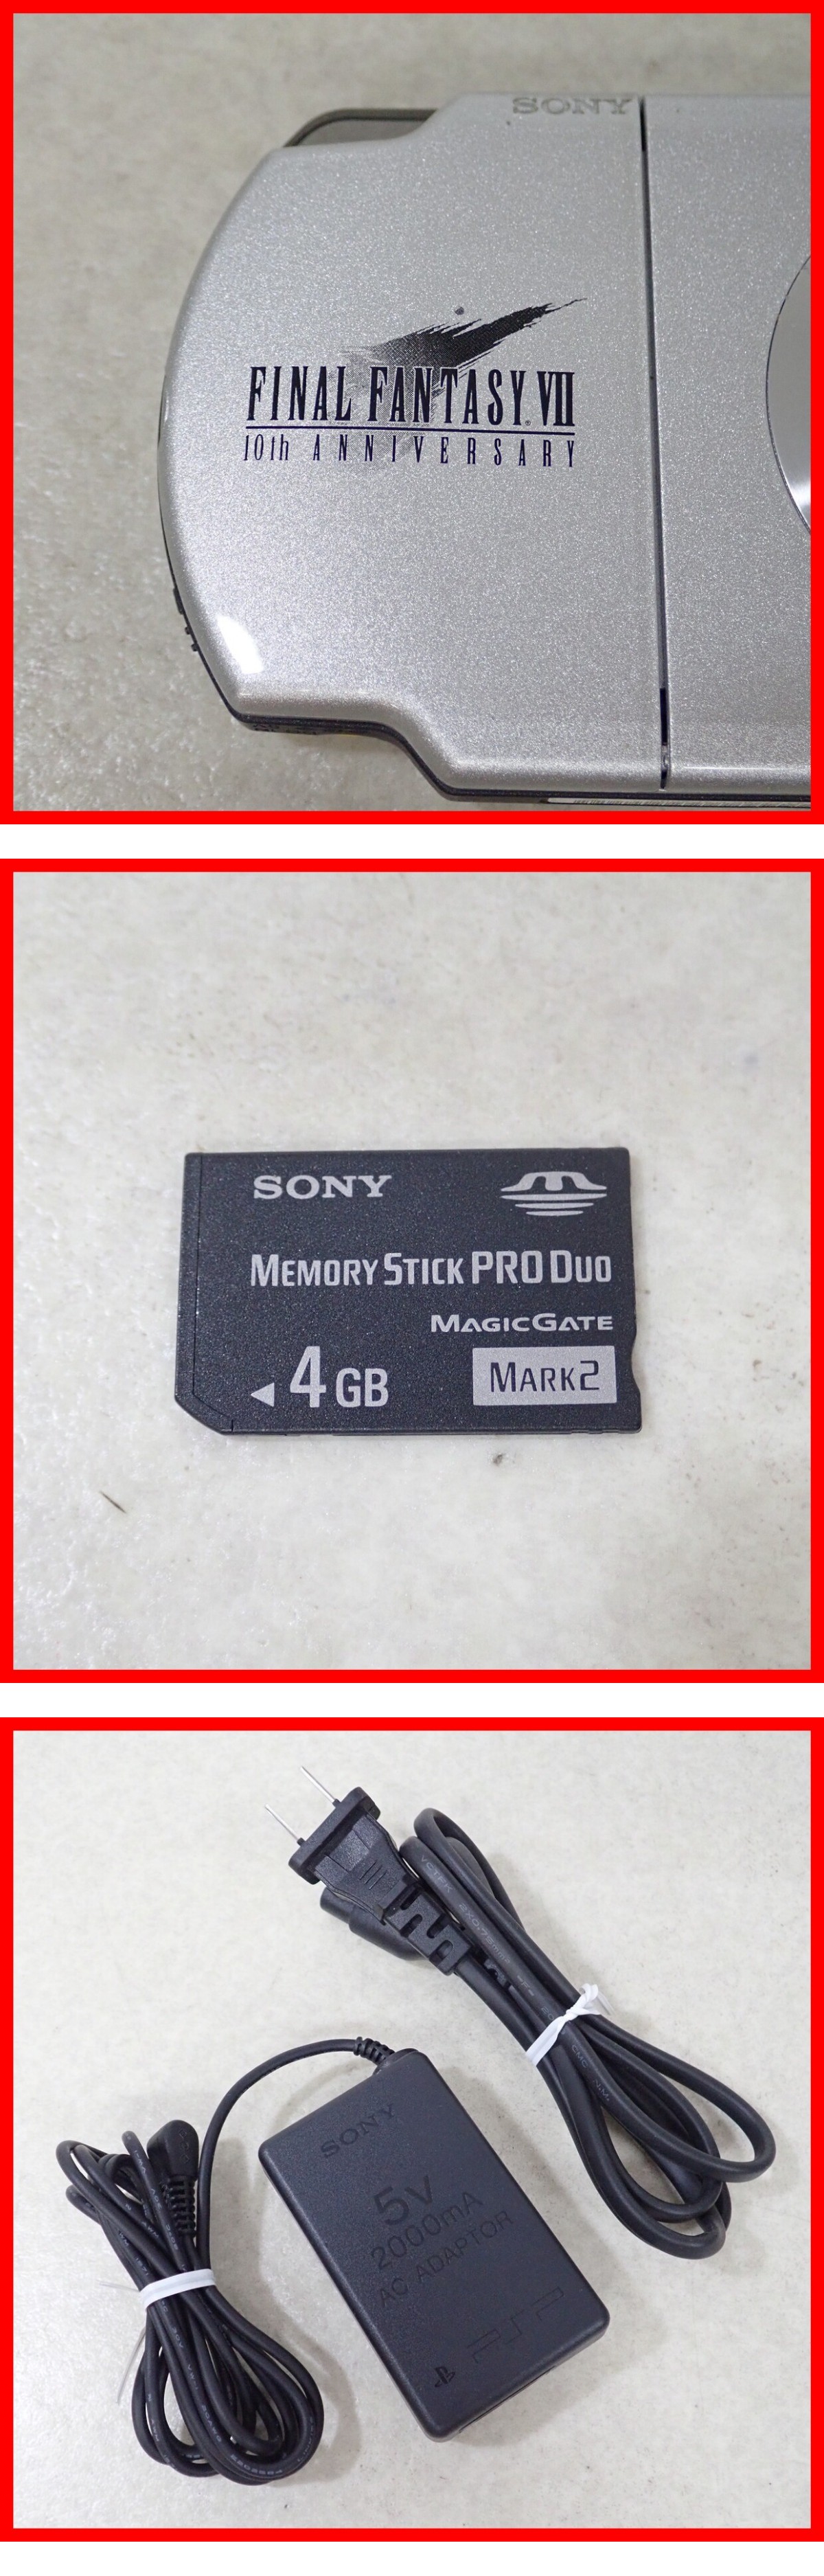 SONY
FINAL FANTASY® VII
10th ANNIVERSARY
SONY
MEMORY STICK PRO DUO
MAGICGATE
4GB
MARK2
SONY
5V
2000mA
AC ADAPTOR
PSP